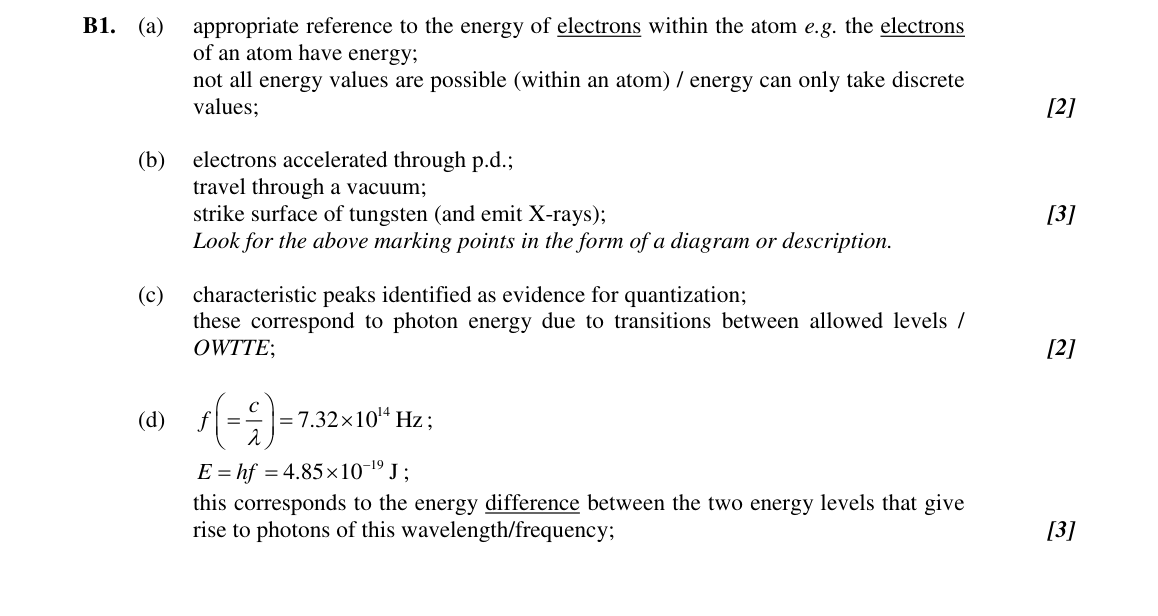 B1. (a) appropriate reference to the energy of electrons within the atom e.g. the electrons
of an atom have energy;
not all energy values are possible (within an atom) / energy can only take discrete
values; [2]
(b) electrons accelerated through p.d.;
travel through a vacuum;
strike surface of tungsten (and emit X-rays); [3]
Look for the above marking points in the form of a diagram or description.
(c) characteristic peaks identified as evidence for quantization;
these correspond to photon energy due to transitions between allowed levels /
OWTTE; [2]
(d) f(= c/λ) = 7.32×10¹⁴ Hz;
E = hf = 4.85×10⁻¹⁹ J;
this corresponds to the energy difference between the two energy levels that give
rise to photons of this wavelength/frequency; [3]